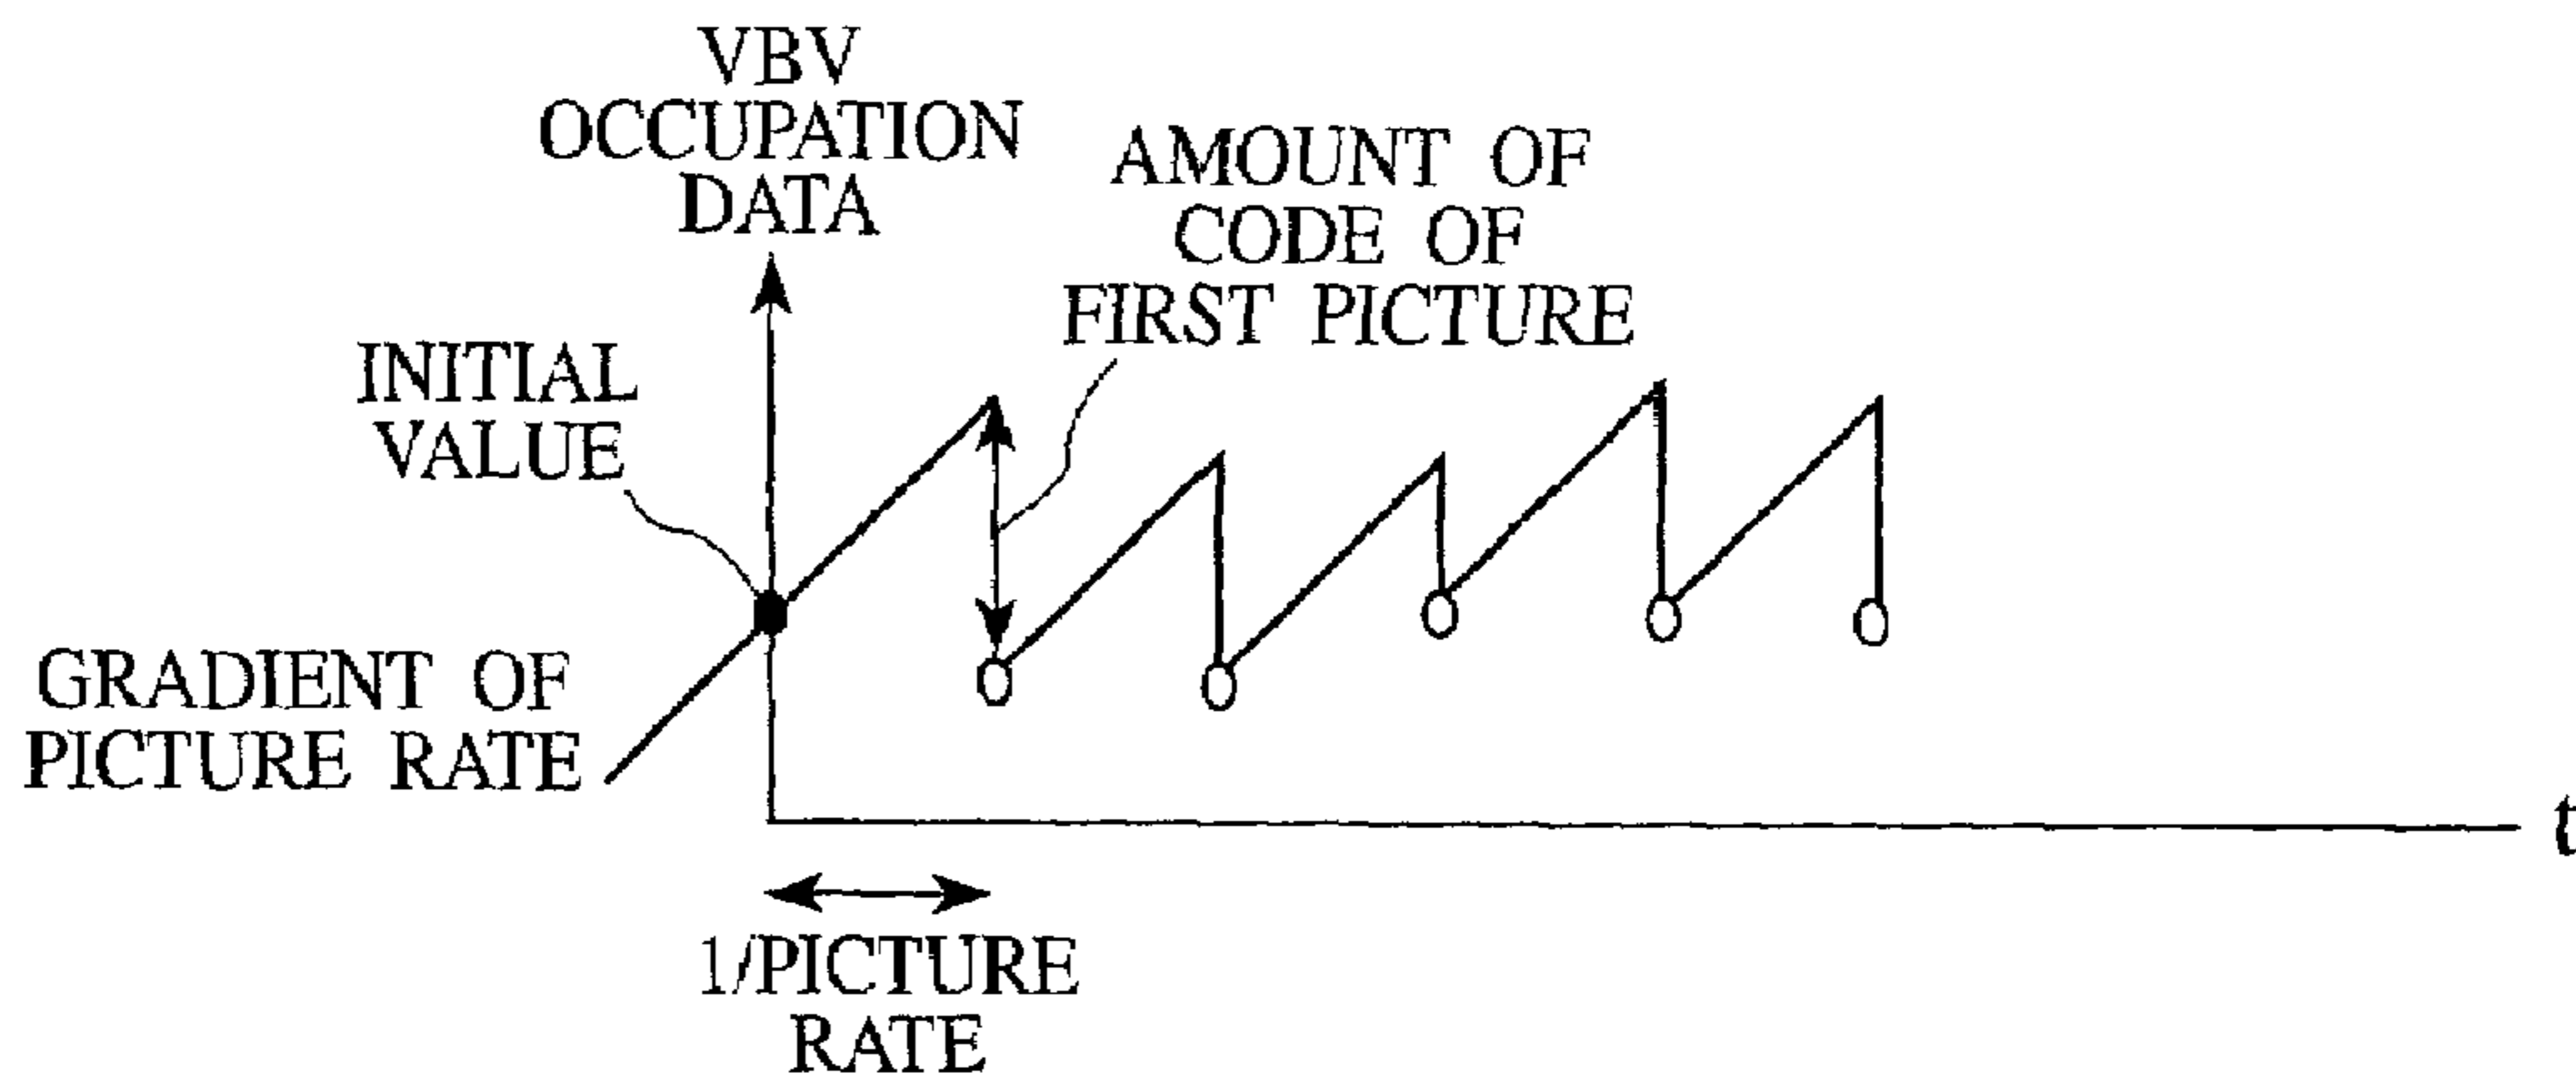 VBV
OCCUPATION
DATA
AMOUNT OF
CODE OF
FIRST PICTURE
INITIAL
VALUE
GRADIENT OF
PICTURE RATE
t
1/PICTURE
RATE